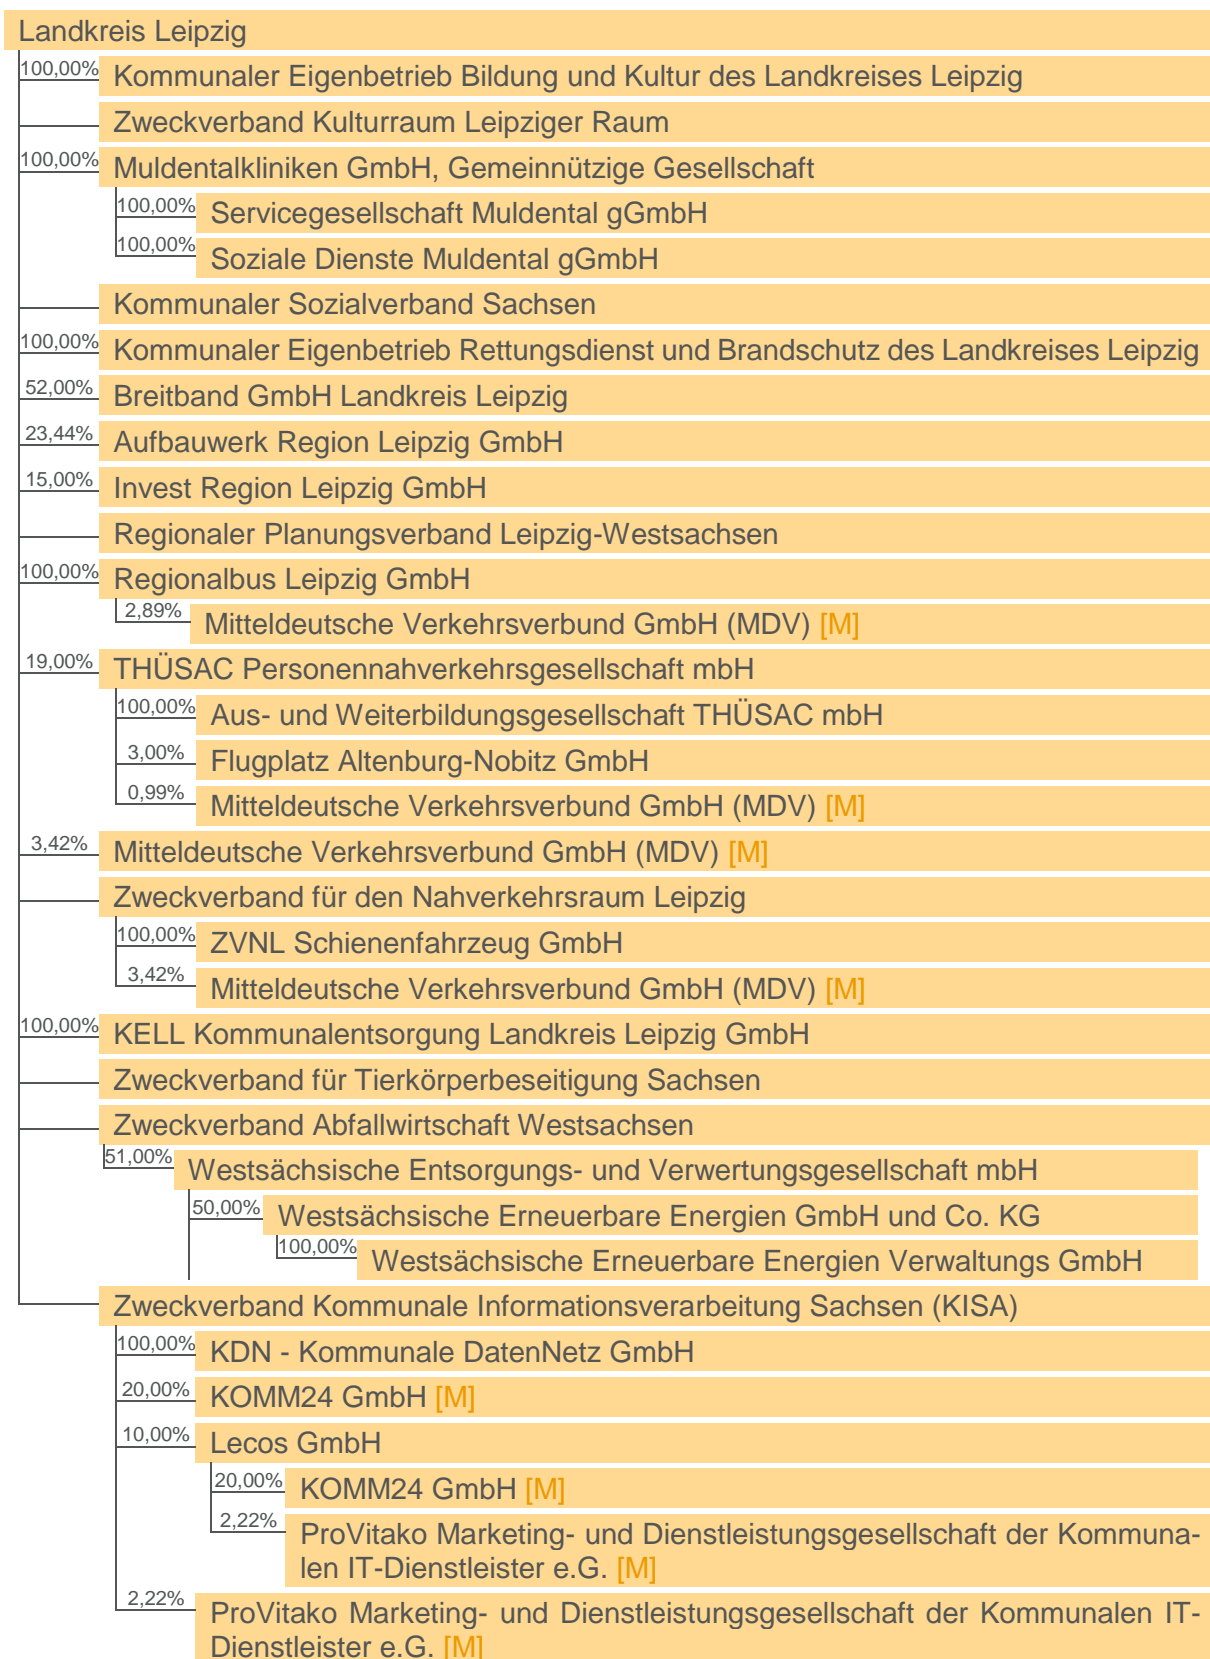 Landkreis Leipzig
100,00% Kommunaler Eigenbetrieb Bildung und Kultur des Landkreises Leipzig
Zweckverband Kulturraum Leipziger Raum
100,00% Muldentalkliniken GmbH, Gemeinnützige Gesellschaft
100,00% Servicegesellschaft Muldental gGmbH
100,00% Soziale Dienste Muldental gGmbH
Kommunaler Sozialverband Sachsen
100,00% Kommunaler Eigenbetrieb Rettungsdienst und Brandschutz des Landkreises Leipzig
52,00% Breitband GmbH Landkreis Leipzig
23,44% Aufbauwerk Region Leipzig GmbH
15,00% Invest Region Leipzig GmbH
Regionaler Planungsverband Leipzig-Westsachsen
100,00% Regionalbus Leipzig GmbH
2,89% Mitteldeutsche Verkehrsverbund GmbH (MDV) [M]
19,00% THÜSAC Personennahverkehrsgesellschaft mbH
100,00% Aus- und Weiterbildungsgesellschaft THÜSAC mbH
3,00% Flugplatz Altenburg-Nobitz GmbH
0,99% Mitteldeutsche Verkehrsverbund GmbH (MDV) [M]
3,42% Mitteldeutsche Verkehrsverbund GmbH (MDV) [M]
Zweckverband für den Nahverkehrsraum Leipzig
100,00% ZVNL Schienenfahrzeug GmbH
3,42% Mitteldeutsche Verkehrsverbund GmbH (MDV) [M]
100,00% KELL Kommunalentsorgung Landkreis Leipzig GmbH
Zweckverband für Tierkörperbeseitigung Sachsen
Zweckverband Abfallwirtschaft Westsachsen
51,00% Westsächsische Entsorgungs- und Verwertungsgesellschaft mbH
50,00% Westsächsische Erneuerbare Energien GmbH und Co. KG
100,00% Westsächsische Erneuerbare Energien Verwaltungs GmbH
Zweckverband Kommunale Informationsverarbeitung Sachsen (KISA)
100,00% KDN - Kommunale DatenNetz GmbH
20,00% KOMM24 GmbH [M]
10,00% Lecos GmbH
20,00% KOMM24 GmbH [M]
2,22% ProVitako Marketing- und Dienstleistungsgesellschaft der Kommuna-
len IT-Dienstleister e.G. [M]
2,22% ProVitako Marketing- und Dienstleistungsgesellschaft der Kommunalen IT-
Dienstleister e.G. [M]